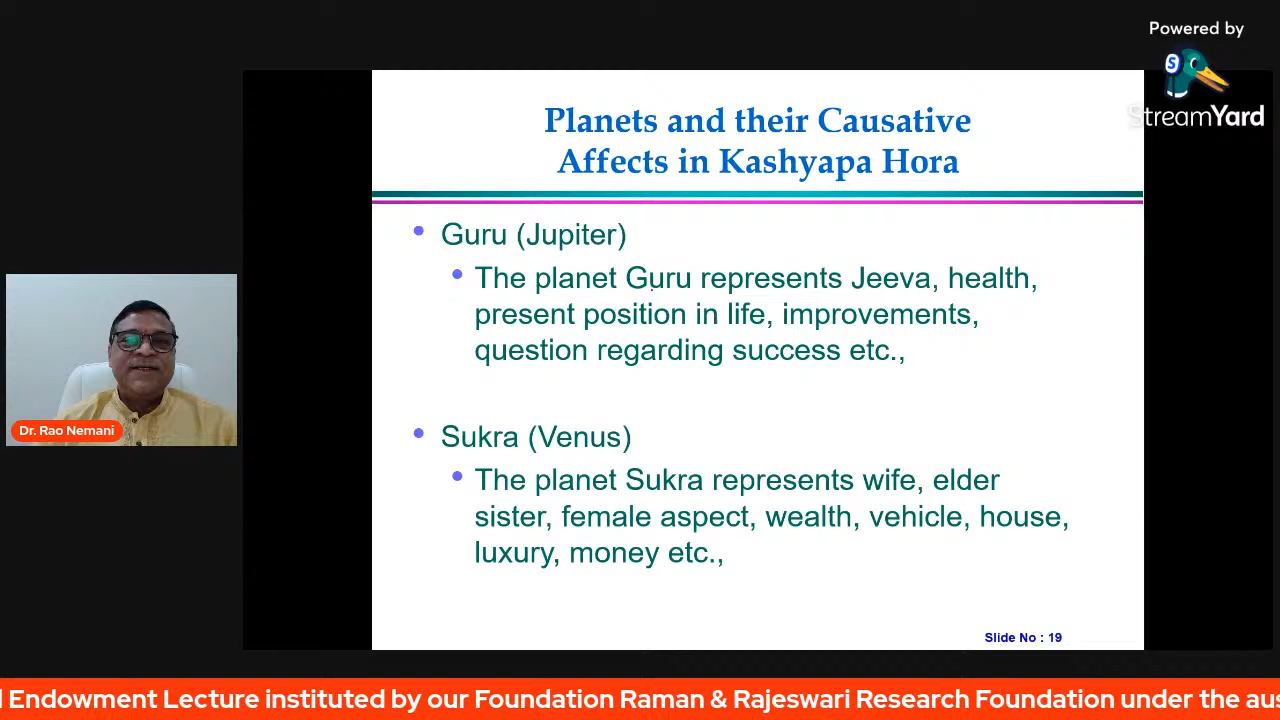 Powered by
StreamYard
Planets and their Causative
Affects in Kashyapa Hora
Guru (Jupiter)
The planet Guru represents Jeeva, health,
present position in life, improvements,
question regarding success etc.,
Sukra (Venus)
The planet Sukra represents wife, elder
sister, female aspect, wealth, vehicle, house,
luxury, money etc.,
Slide No : 19
Dr. Rao Nemani
Endowment Lecture instituted by our Foundation Raman & Rajeswari Research Foundation under the